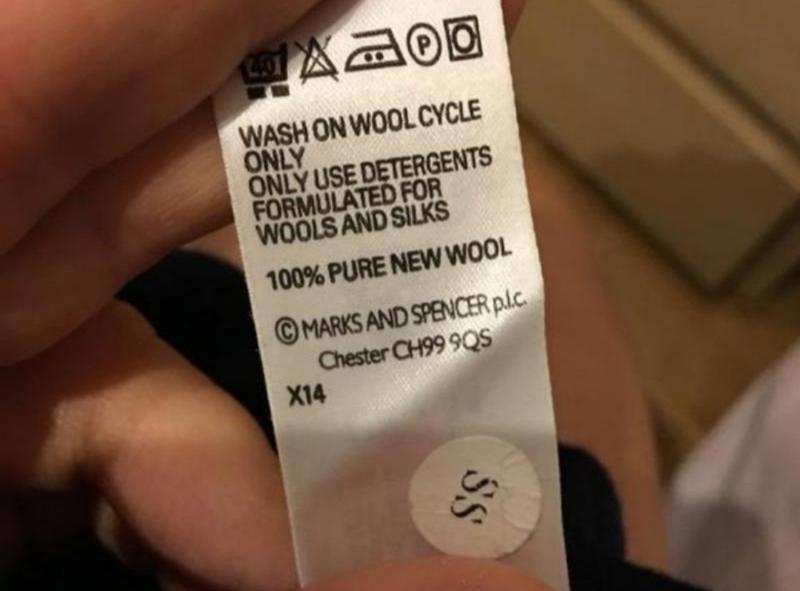 40
P
WASH ON WOOL CYCLE
ONLY
ONLY USE DETERGENTS
FORMULATED FOR
WOOLS AND SILKS
100% PURE NEW WOOL
© MARKS AND SPENCER p.l.c.
Chester CH99 9QS
X14
SS